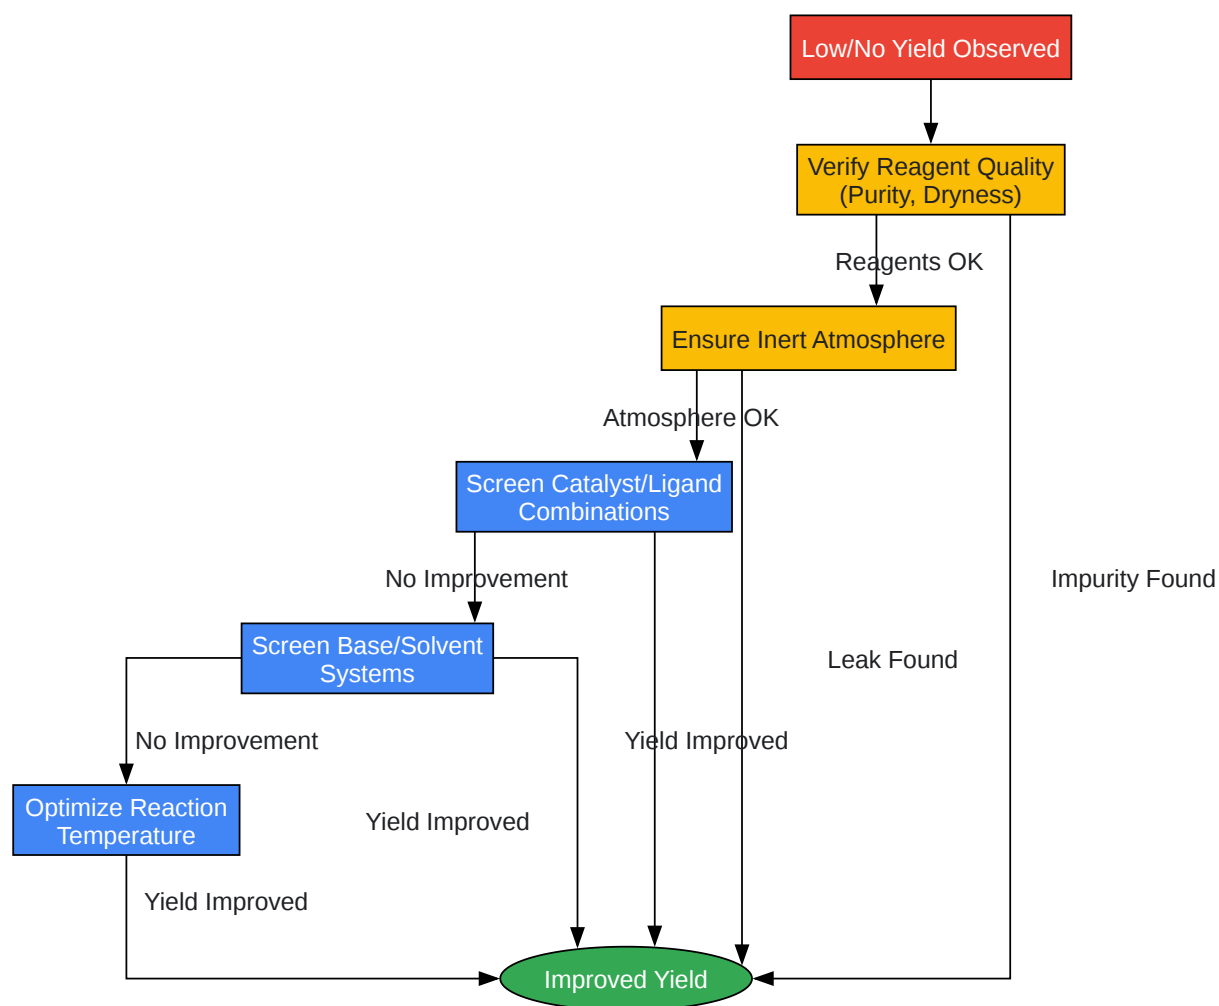 Low/No Yield Observed
Verify Reagent Quality
(Purity, Dryness)
Reagents OK
Ensure Inert Atmosphere
Atmosphere OK
Screen Catalyst/Ligand
Combinations
No Improvement
Impurity Found
Screen Base/Solvent
Systems
Leak Found
No Improvement
Yield Improved
Optimize Reaction
Temperature
Yield Improved
Yield Improved
Improved Yield